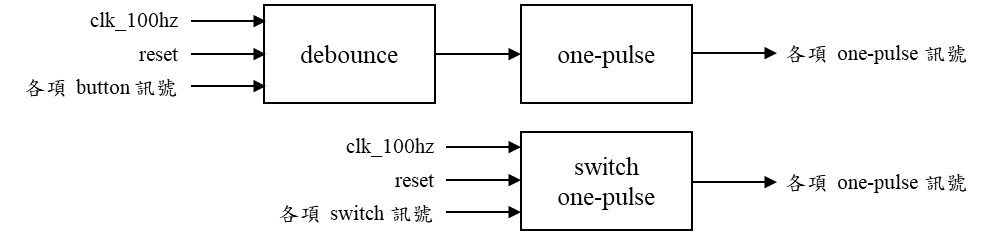 clk_100hz
reset
各項 button 訊號
debounce
one-pulse
各項 one-pulse 訊號
clk_100hz
reset
各項 switch 訊號
switch
one-pulse
各項 one-pulse 訊號